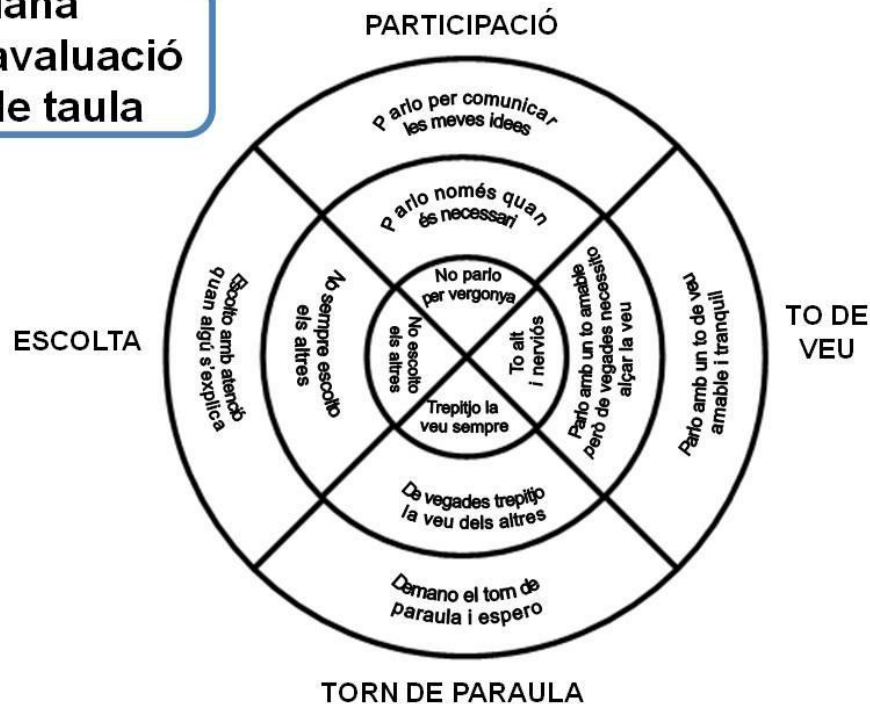 avaluació
de taula
PARTICIPACIÓ
Parlo per comunicar
les meves idees
Parlo només quan
és necessari
No parlo
per vergonya
ESCOLTA
Escolto amb atenció
quan algú s'explica
No sempre escolto
els altres
No escolto
els altres
To alt
i nerviós
Parlo amb un to amable
però de vegades necessito
alçar la veu
Parlo amb un to de veu
amable i tranquil
TO DE
VEU
Trepitjo la
veu sempre
De vegades trepitjo
la veu dels altres
Demano el torn de
paraula i espero
TORN DE PARAULA